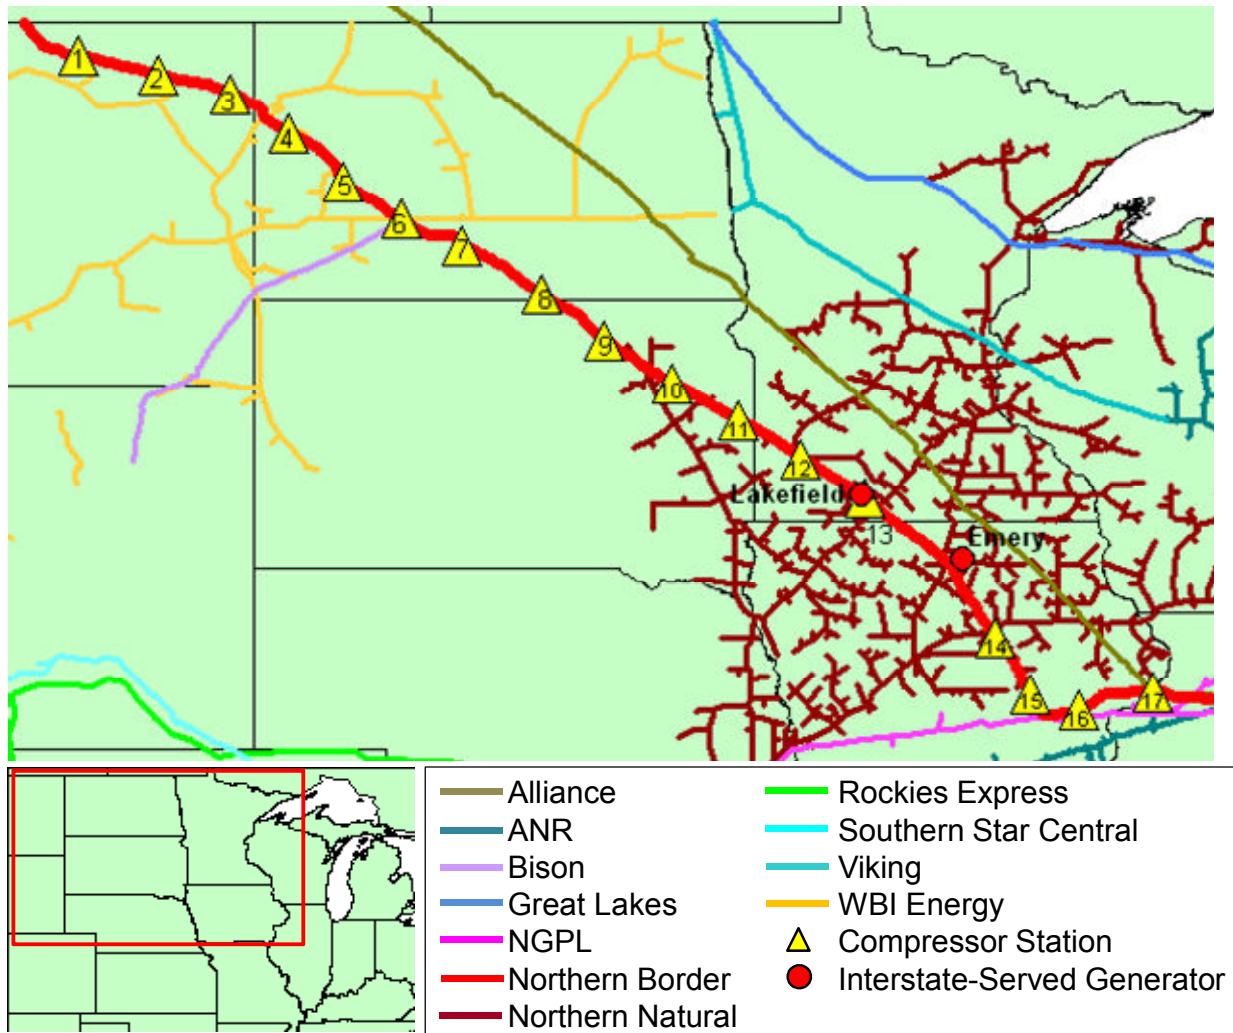 1
2
3
4
5
6
7
8
9
10
11
12
Lakefield
13
Emery
14
15
16
17
Alliance
ANR
Bison
Great Lakes
NGPL
Northern Border
Northern Natural
Rockies Express
Southern Star Central
Viking
WBI Energy
Compressor Station
Interstate-Served Generator